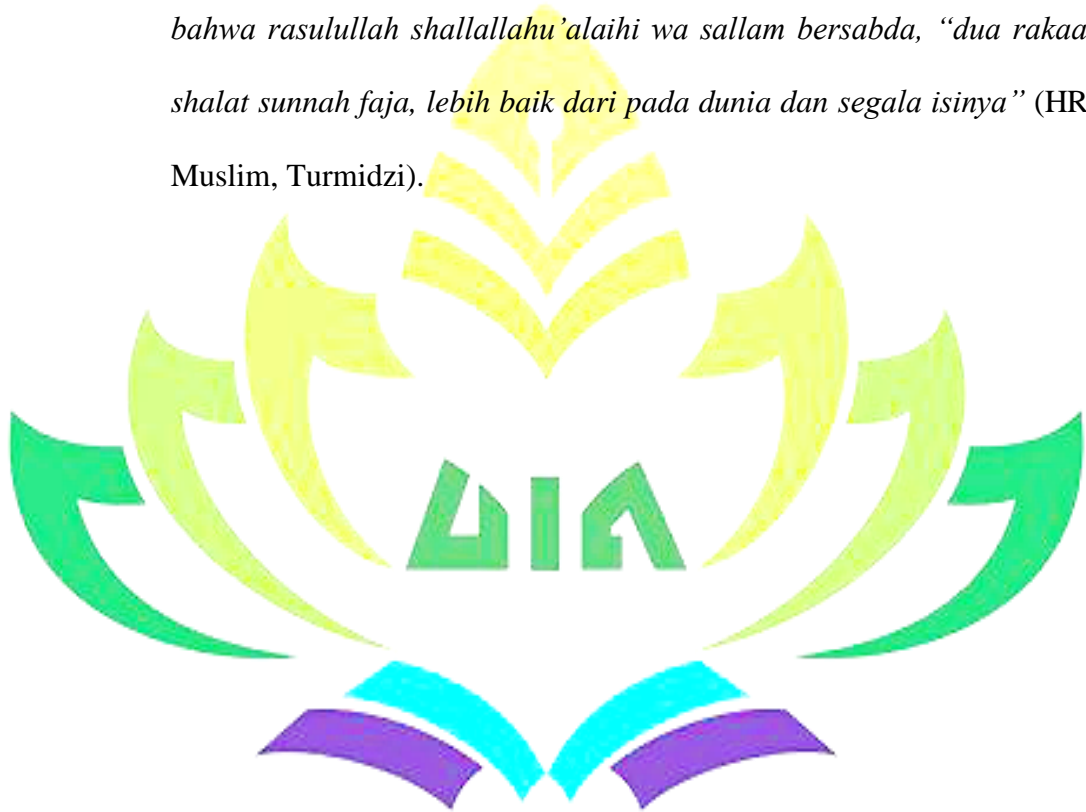 bahwa rasulullah shallallahu’alaihi wa sallam bersabda, “dua rakaa
shalat sunnah faja, lebih baik dari pada dunia dan segala isinya” (HR
Muslim, Turmidzi).
UIN